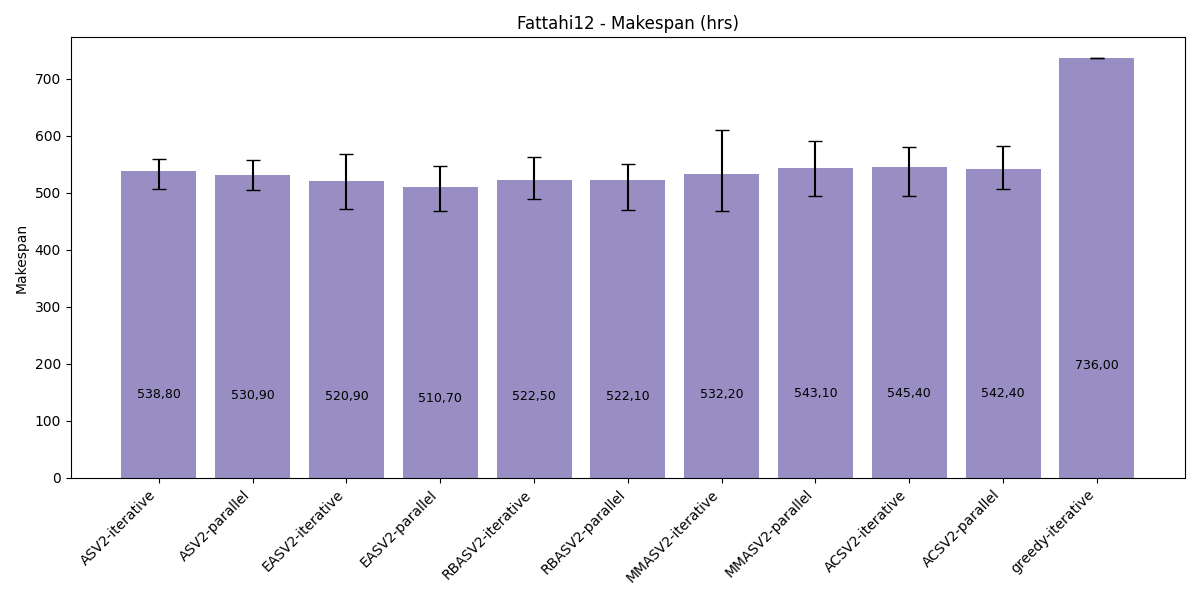 Fattahi12 - Makespan (hrs)
Makespan
700
600
500
400
300
200
100
0
538,80
530,90
520,90
510,70
522,50
522,10
532,20
543,10
545,40
542,40
736,00
ASV2-iterative
ASV2-parallel
EASV2-iterative
EASV2-parallel
RBASV2-iterative
RBASV2-parallel
MMASV2-iterative
MMASV2-parallel
ACSV2-iterative
ACSV2-parallel
greedy-iterative